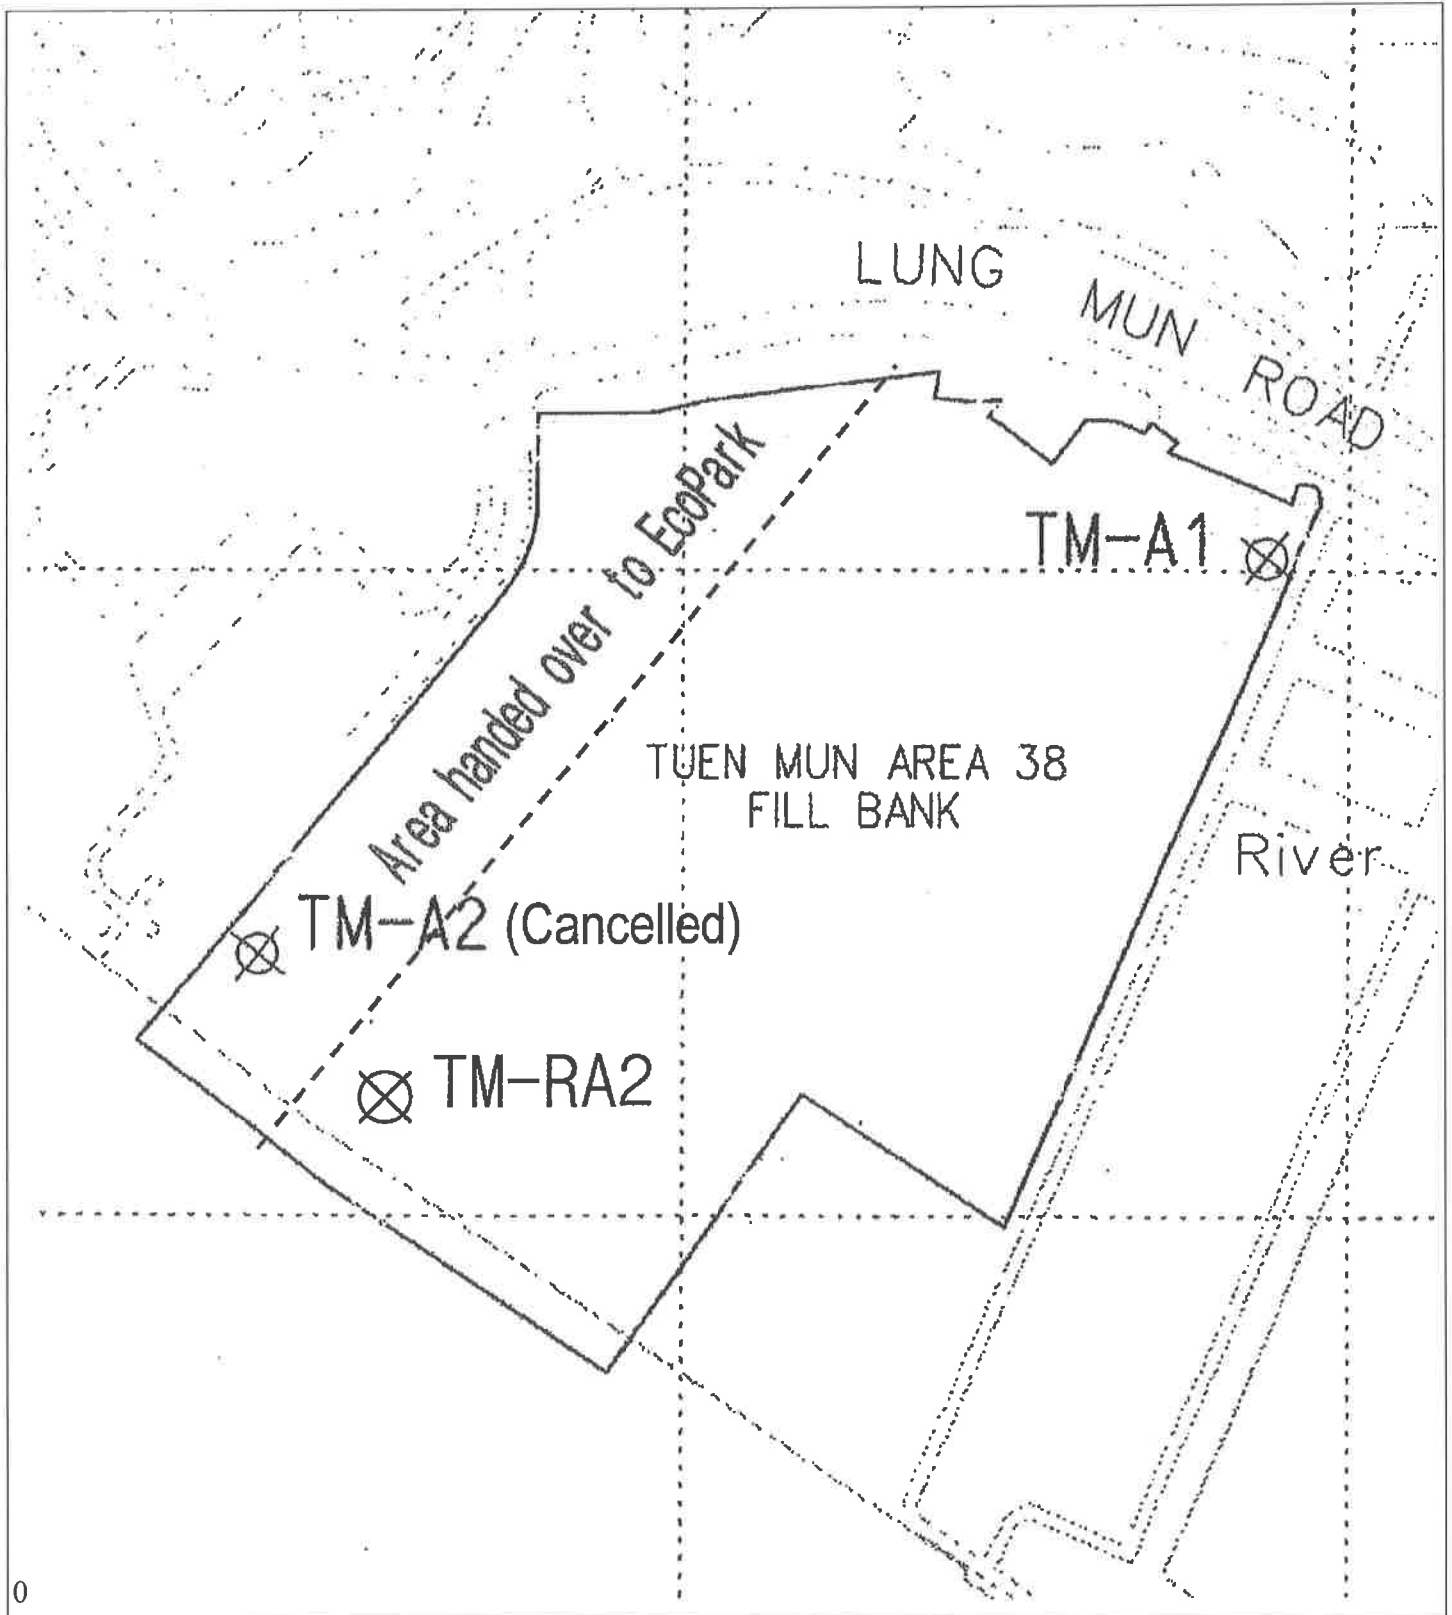 LUNG
MUN
ROAD
Area handed over to EcoPark
TM-A1
TUEN MUN AREA 38
FILL BANK
River
TM-A2 (Cancelled)
TM-RA2
0